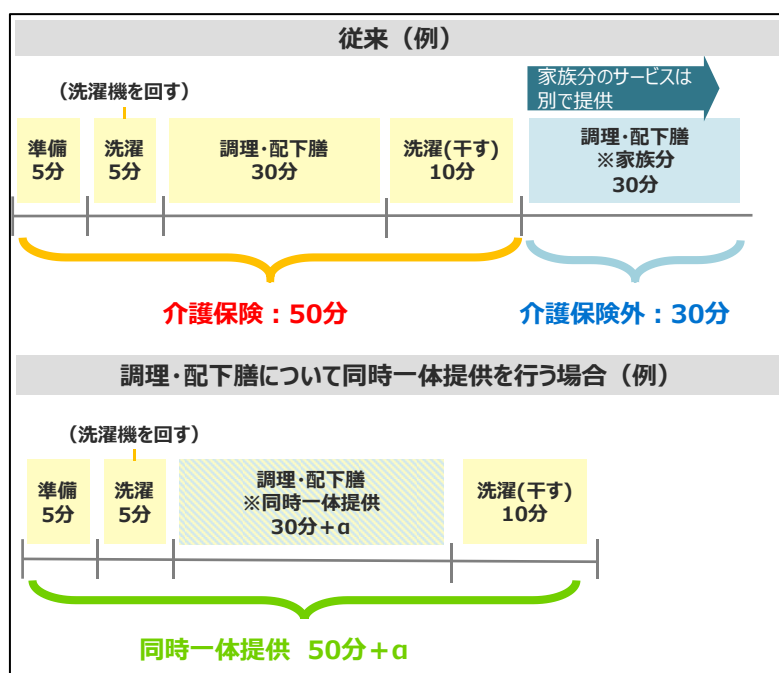 従来（例）
家族分のサービスは
別で提供
（洗濯機を回す）
準備
5分
洗濯
5分
調理・配下膳
30分
洗濯(干す)
10分
調理・配下膳
※家族分
30分
介護保険：50分
介護保険外：30分
調理・配下膳について同時一体提供を行う場合（例）
（洗濯機を回す）
準備
5分
洗濯
5分
調理・配下膳
※同時一体提供
30分＋α
洗濯(干す)
10分
同時一体提供 50分＋α